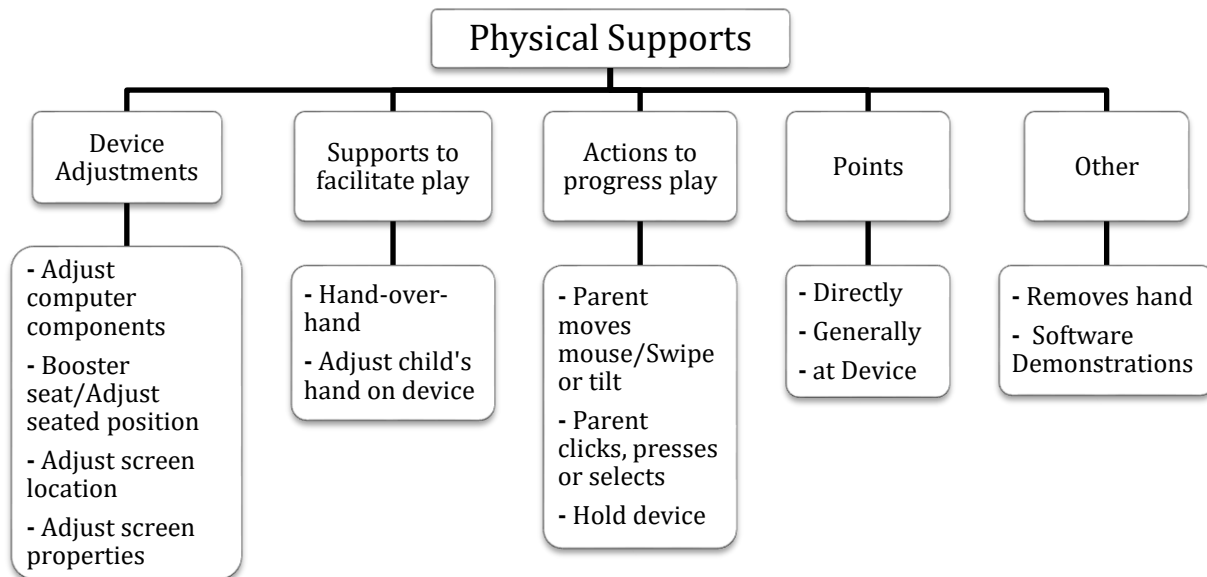 Physical Supports
Device
Adjustments
- Adjust
computer
components
- Booster
seat/Adjust
seated position
- Adjust screen
location
- Adjust screen
properties
Supports to
facilitate play
- Hand-over-
hand
- Adjust child's
hand on device
Actions to
progress play
- Parent
moves
mouse/Swipe
or tilt
- Parent
clicks, presses
or selects
- Hold device
Points
- Directly
- Generally
- at Device
Other
- Removes hand
- Software
Demonstrations